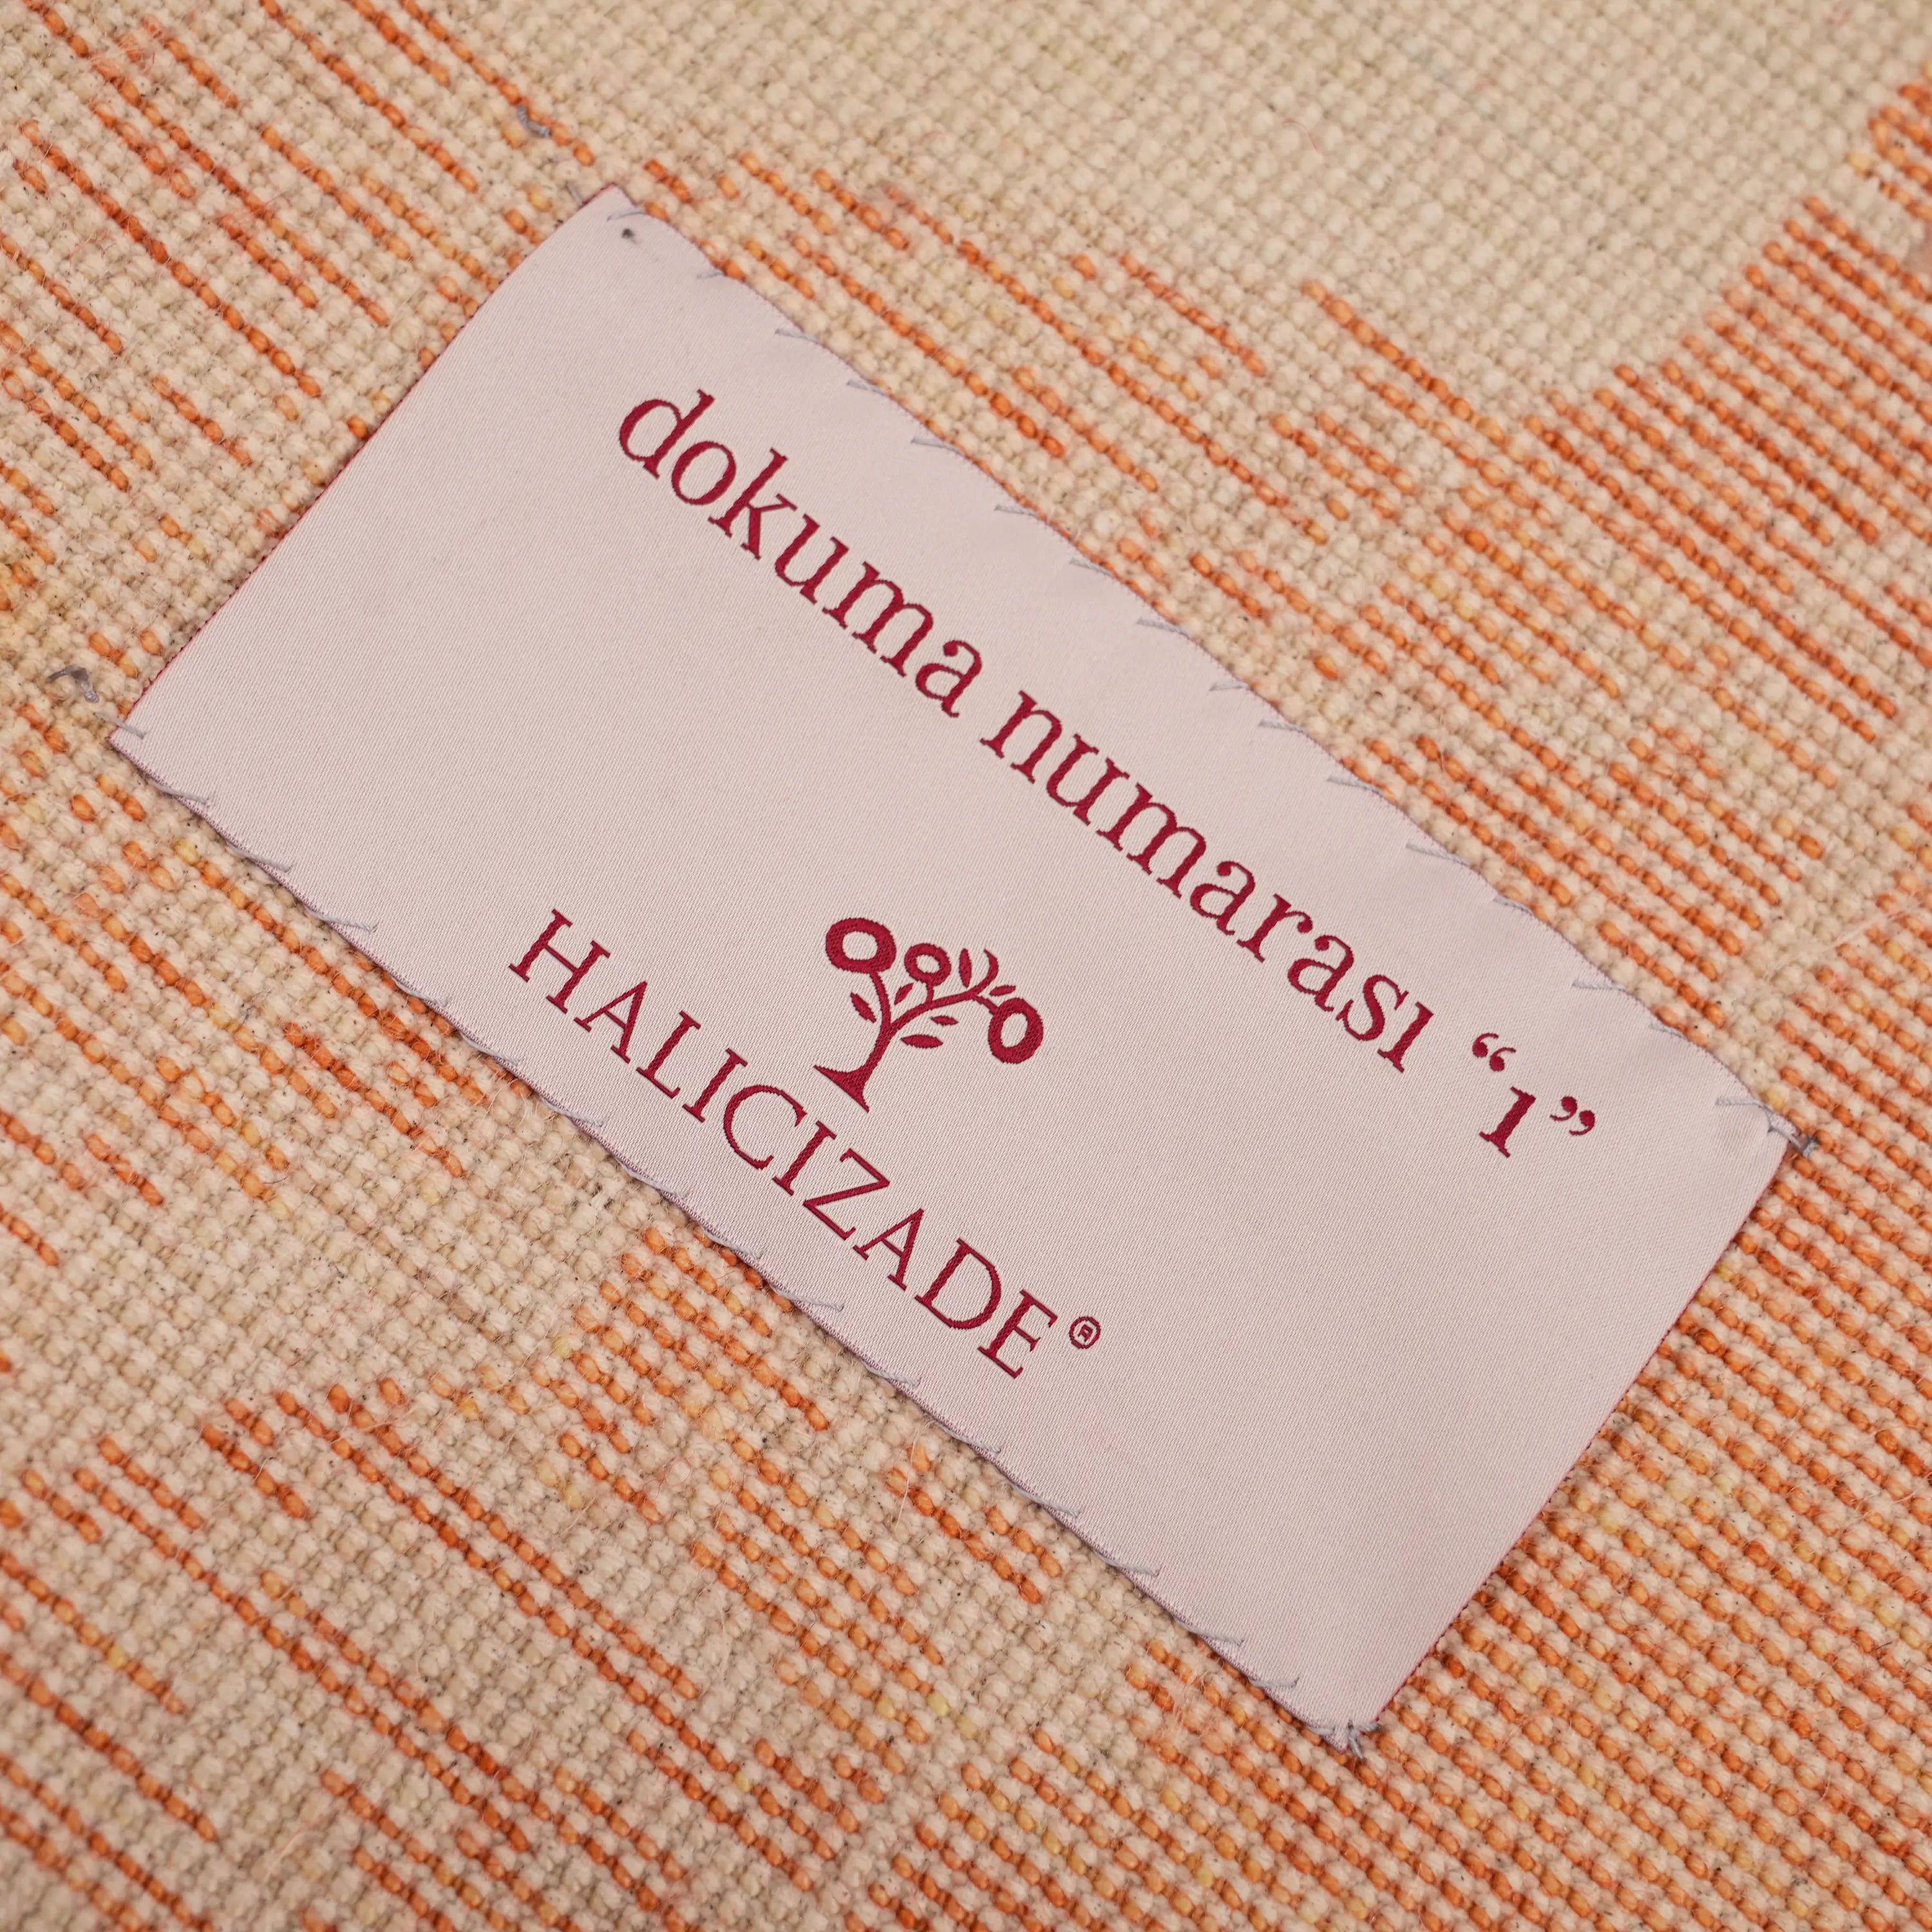 dokuma numarası “1”
HALICIZADE®